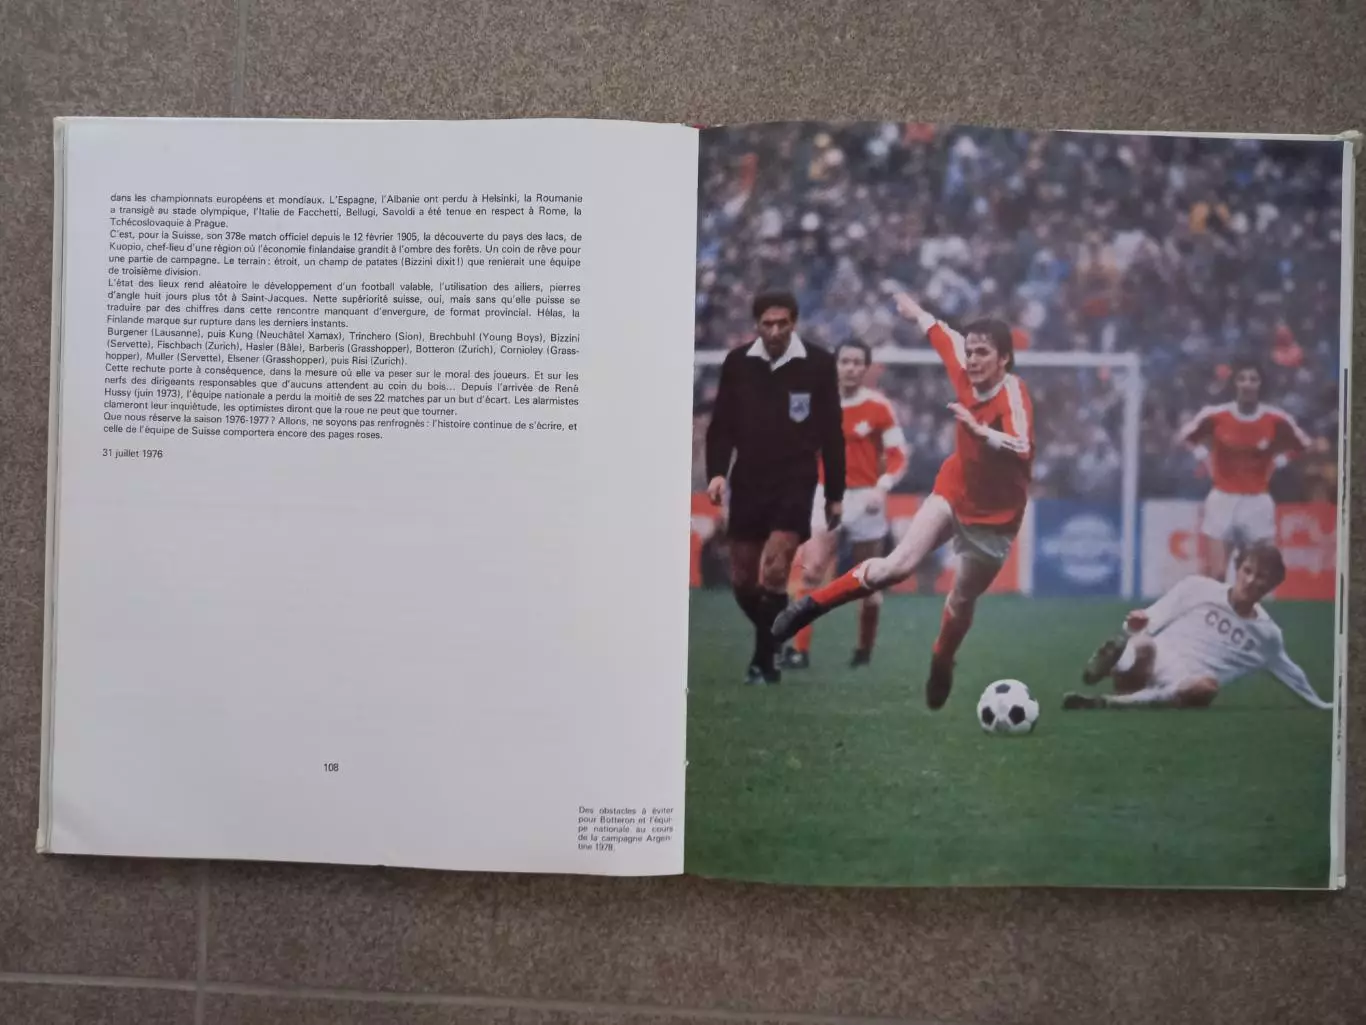 dans les championnats européens et mondiaux. L'Espagne, l'Albanie ont perdu à Helsinki, la Roumanie
a transigé au stade olympique, l'Italie de Facchetti, Bellugi, Savoldi a été tenue en respect à Rome, la
Tchécoslovaquie à Prague.
C'est, pour la Suisse, son 378e match officiel depuis le 12 février 1905, la découverte du pays des lacs, de
Kuopio, chef-lieu d'une région où l'économie finlandaise grandit à l'ombre des forêts. Un coin de rêve pour
une partie de campagne. Le terrain: étroit, un champ de patates (Bizzini dixit!) que renierait une équipe
de troisième division.
L'état des lieux rend aléatoire le développement d'un football valable, l'utilisation des ailiers, pierres
d'angle huit jours plus tôt à Saint-Jacques. Nette supériorité suisse, oui, mais sans qu'elle puisse se
traduire par des chiffres dans cette rencontre manquant d'envergure, de format provincial. Hélas, la
Finlande marque sur rupture dans les derniers instants.
Burgener (Lausanne), puis Kung (Neuchâtel Xamax), Trinchero (Sion), Brechbuhl (Young Boys), Bizzini
(Servette), Fischbach (Zurich), Hasler (Bâle), Barberis (Grasshopper), Botteron (Zurich), Cornioley (Grass-
hopper), Muller (Servette), Elsener (Grasshopper), puis Risi (Zurich).
Cette rechute porte à conséquence, dans la mesure où elle va peser sur le moral des joueurs. Et sur les
nerfs des dirigeants responsables que d'aucuns attendent au coin du bois... Depuis l'arrivée de René
Hussy (juin 1973), l'équipe nationale a perdu la moitié de ses 22 matches par un but d'écart. Les alarmistes
clameront leur inquiétude, les optimistes diront que la roue ne peut que tourner.
Que nous réserve la saison 1976-1977? Allons, ne soyons pas renfrognés: l'histoire continue de s'écrire, et
celle de l'équipe de Suisse comportera encore des pages roses.
31 juillet 1976
108
Des obstacles à éviter
pour Botteron et l'équi-
pe nationale au cours
de la campagne Argen-
tine 1978.
CCCP